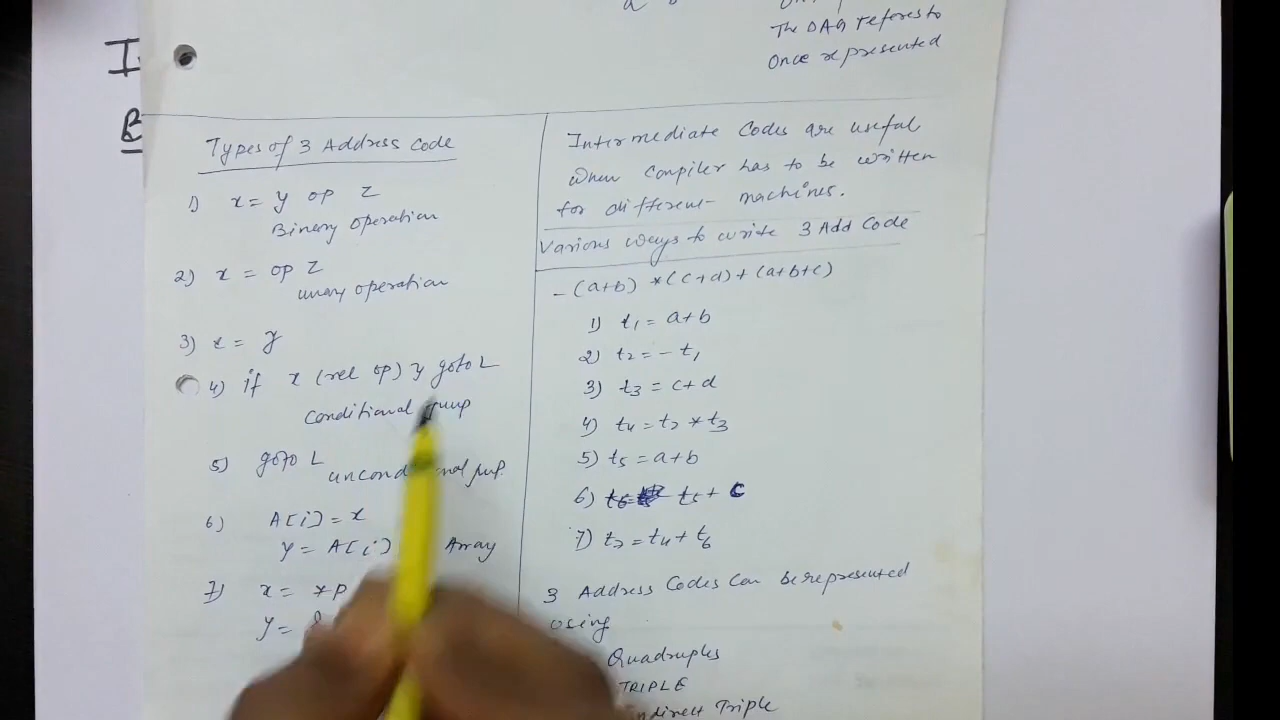 The DAG referes to
Once represented
Types of 3 Address Code
1) x = y op z
Binary operation
2) x = op z
unary operation
3) x = y
4) if x (rel op) y goto L
Conditional Jump
5) goto L
jup.
6) A[i] = x
y = A[i] Array
7) x = *p
y =
Intermediate Codes are useful
when Compiler has to be written
for different machines.
Various ways to write 3 Add Code
- (a+b) * (c+d) + (a+b+c)
1) t1 = a+b
2) t2 = - t1
3) t3 = c+d
4) t4 = t2 * t3
5) t5 = a+b
6) t5 + c
7) t7 = t4 + t6
3 Address Codes Can be represented
using
Quadruples
TRIPLE
Indirect Triple